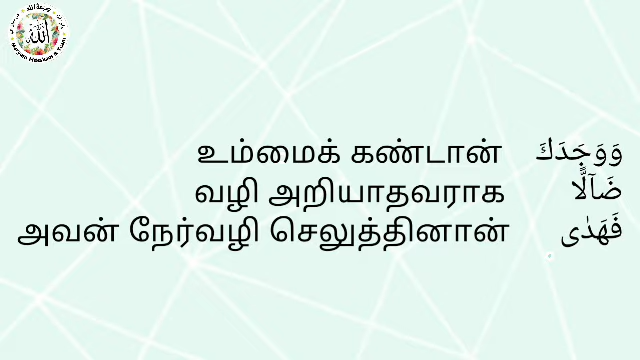 உம்மைக் கண்டான் وَوَجَدَكَ
வழி அறியாதவராக ضَآلًّا
அவன் நேர்வழி செலுத்தினான் فَهَدٰى